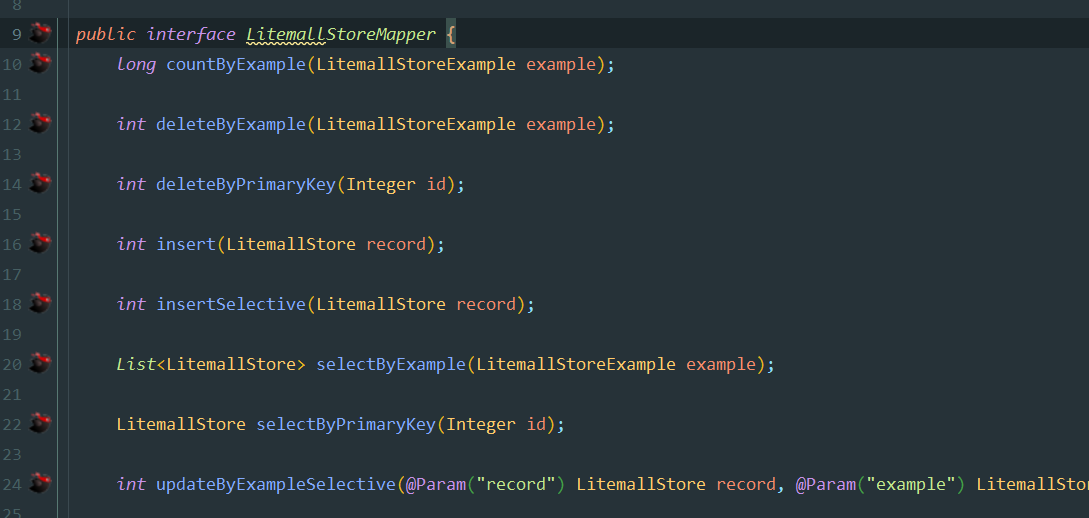 8
9 public interface LitemallStoreMapper {
10 long countByExample(LitemallStoreExample example);
11
12 int deleteByExample(LitemallStoreExample example);
13
14 int deleteByPrimaryKey(Integer id);
15
16 int insert(LitemallStore record);
17
18 int insertSelective(LitemallStore record);
19
20 List<LitemallStore> selectByExample(LitemallStoreExample example);
21
22 LitemallStore selectByPrimaryKey(Integer id);
23
24 int updateByExampleSelective(@Param("record") LitemallStore record, @Param("example") LitemallSto
25